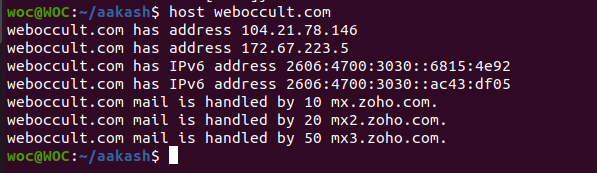 woc@WOC:~/aakash$ host weboccult.com
weboccult.com has address 104.21.78.146
weboccult.com has address 172.67.223.5
weboccult.com has IPv6 address 2606:4700:3030::6815:4e92
weboccult.com has IPv6 address 2606:4700:3030::ac43:df05
weboccult.com mail is handled by 10 mx.zoho.com.
weboccult.com mail is handled by 20 mx2.zoho.com.
weboccult.com mail is handled by 50 mx3.zoho.com.
woc@WOC:~/aakash$